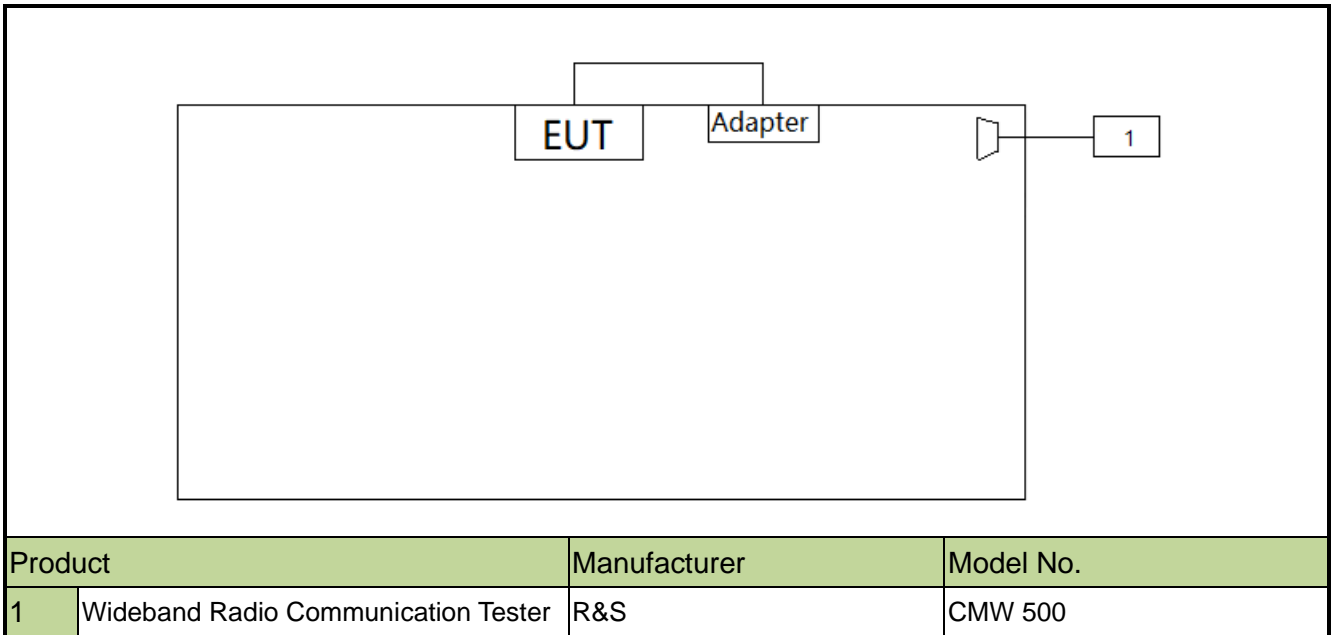 EUT
Adapter
1
Product Manufacturer Model No.
1 Wideband Radio Communication Tester R&S CMW 500